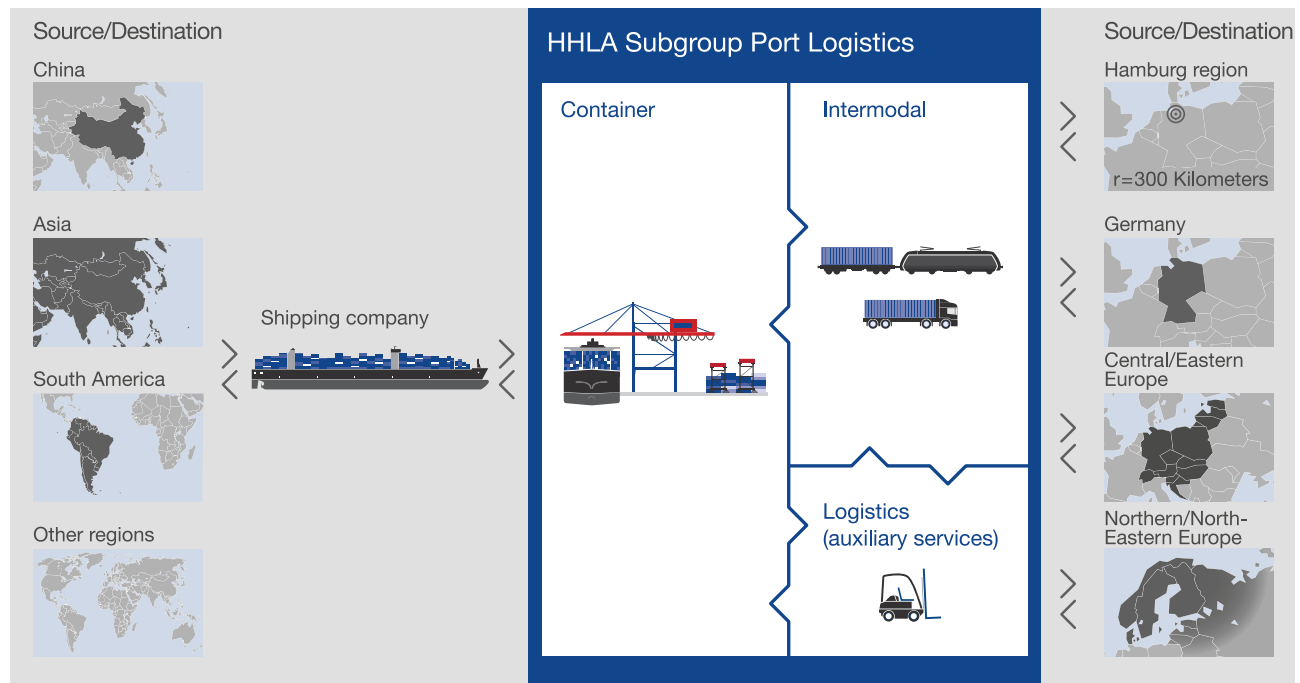 Source/Destination
China
Asia
South America
Other regions
Shipping company
HHLA Subgroup Port Logistics
Container
Intermodal
Logistics
(auxiliary services)
Source/Destination
Hamburg region
r=300 Kilometers
Germany
Central/Eastern
Europe
Northern/North-
Eastern Europe